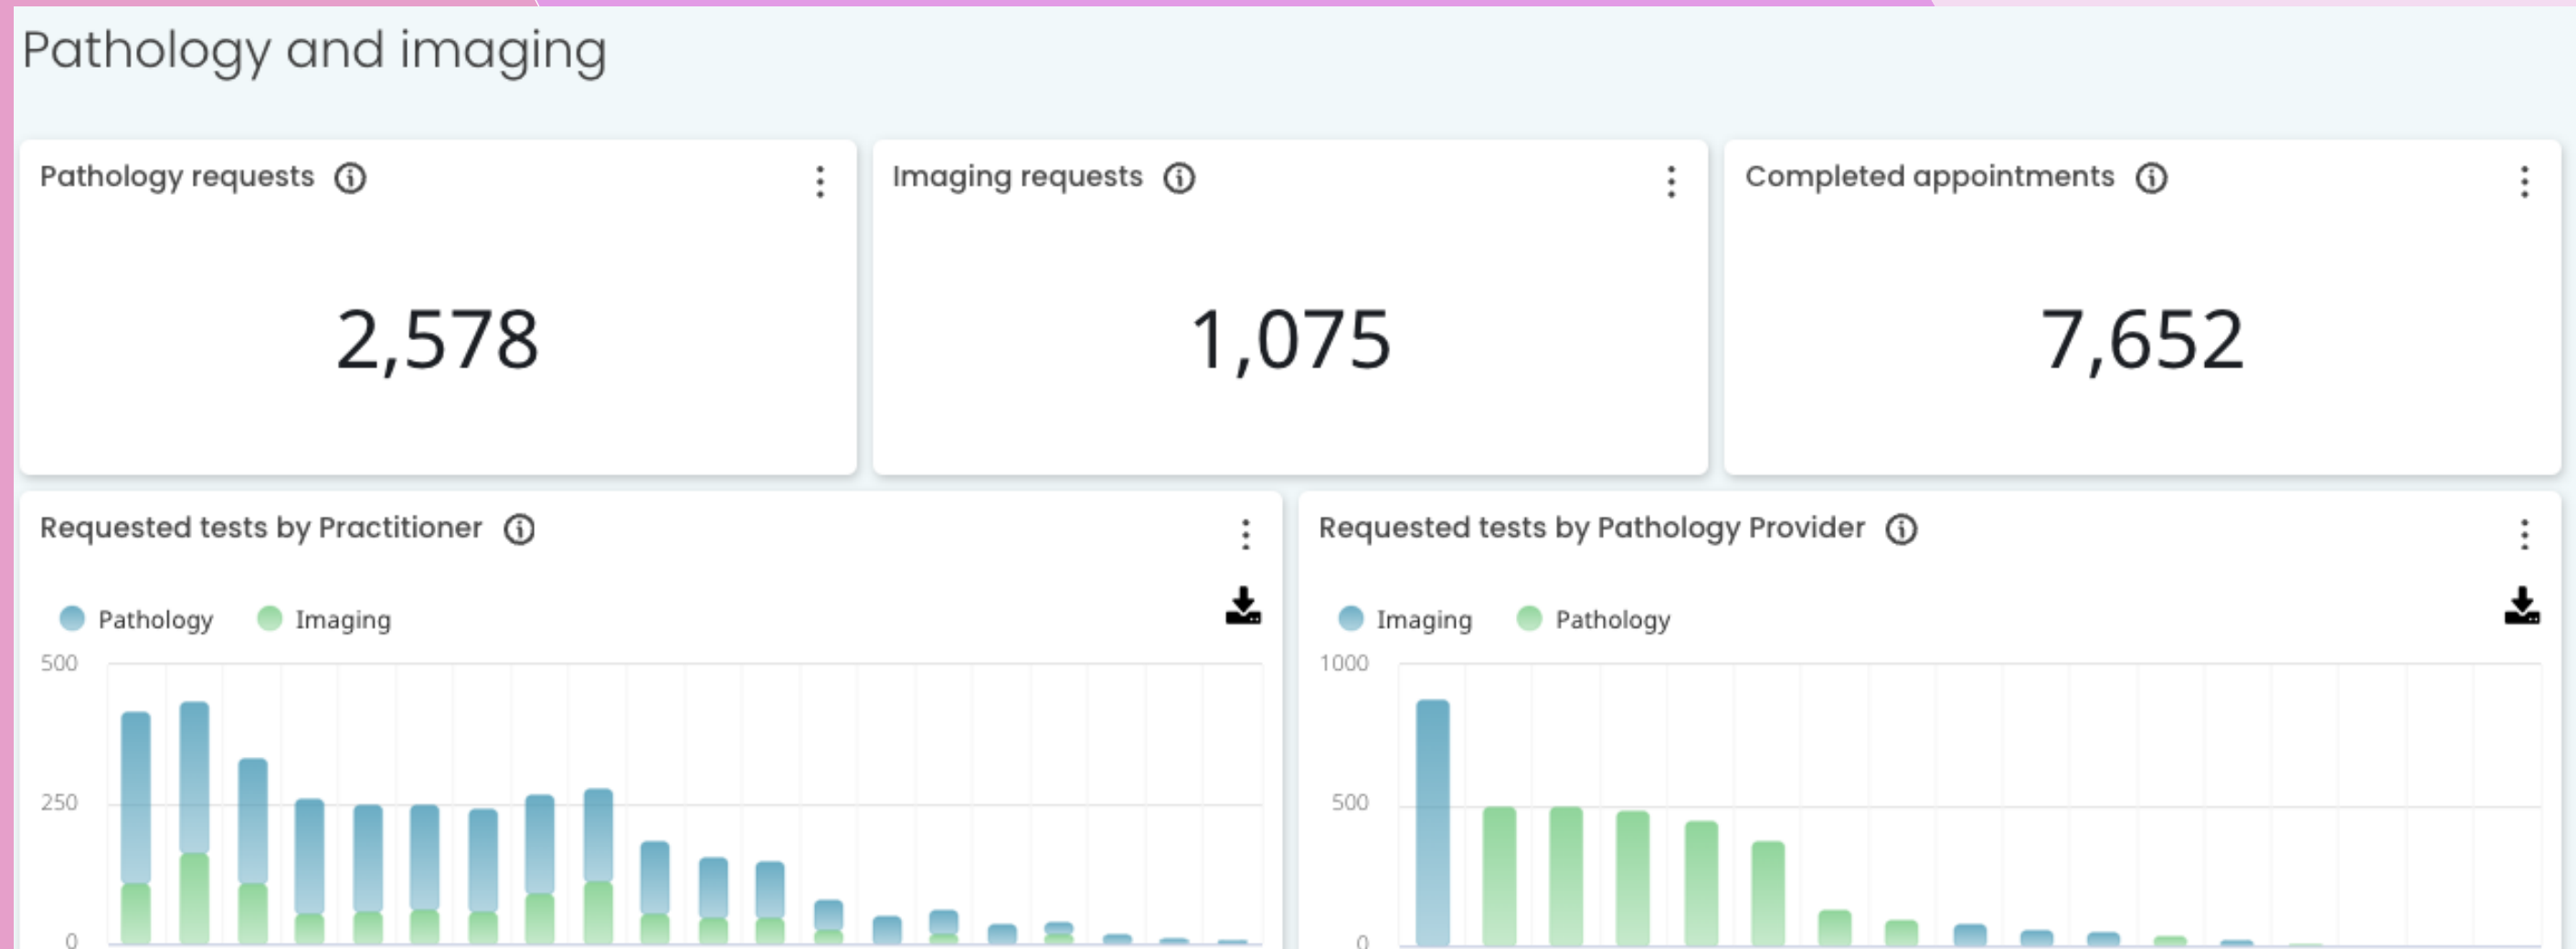 Pathology and imaging
Pathology requests
2,578
Imaging requests
1,075
Completed appointments
7,652
Requested tests by Practitioner
Pathology Imaging
500
250
0
Requested tests by Pathology Provider
Imaging Pathology
1000
500
0